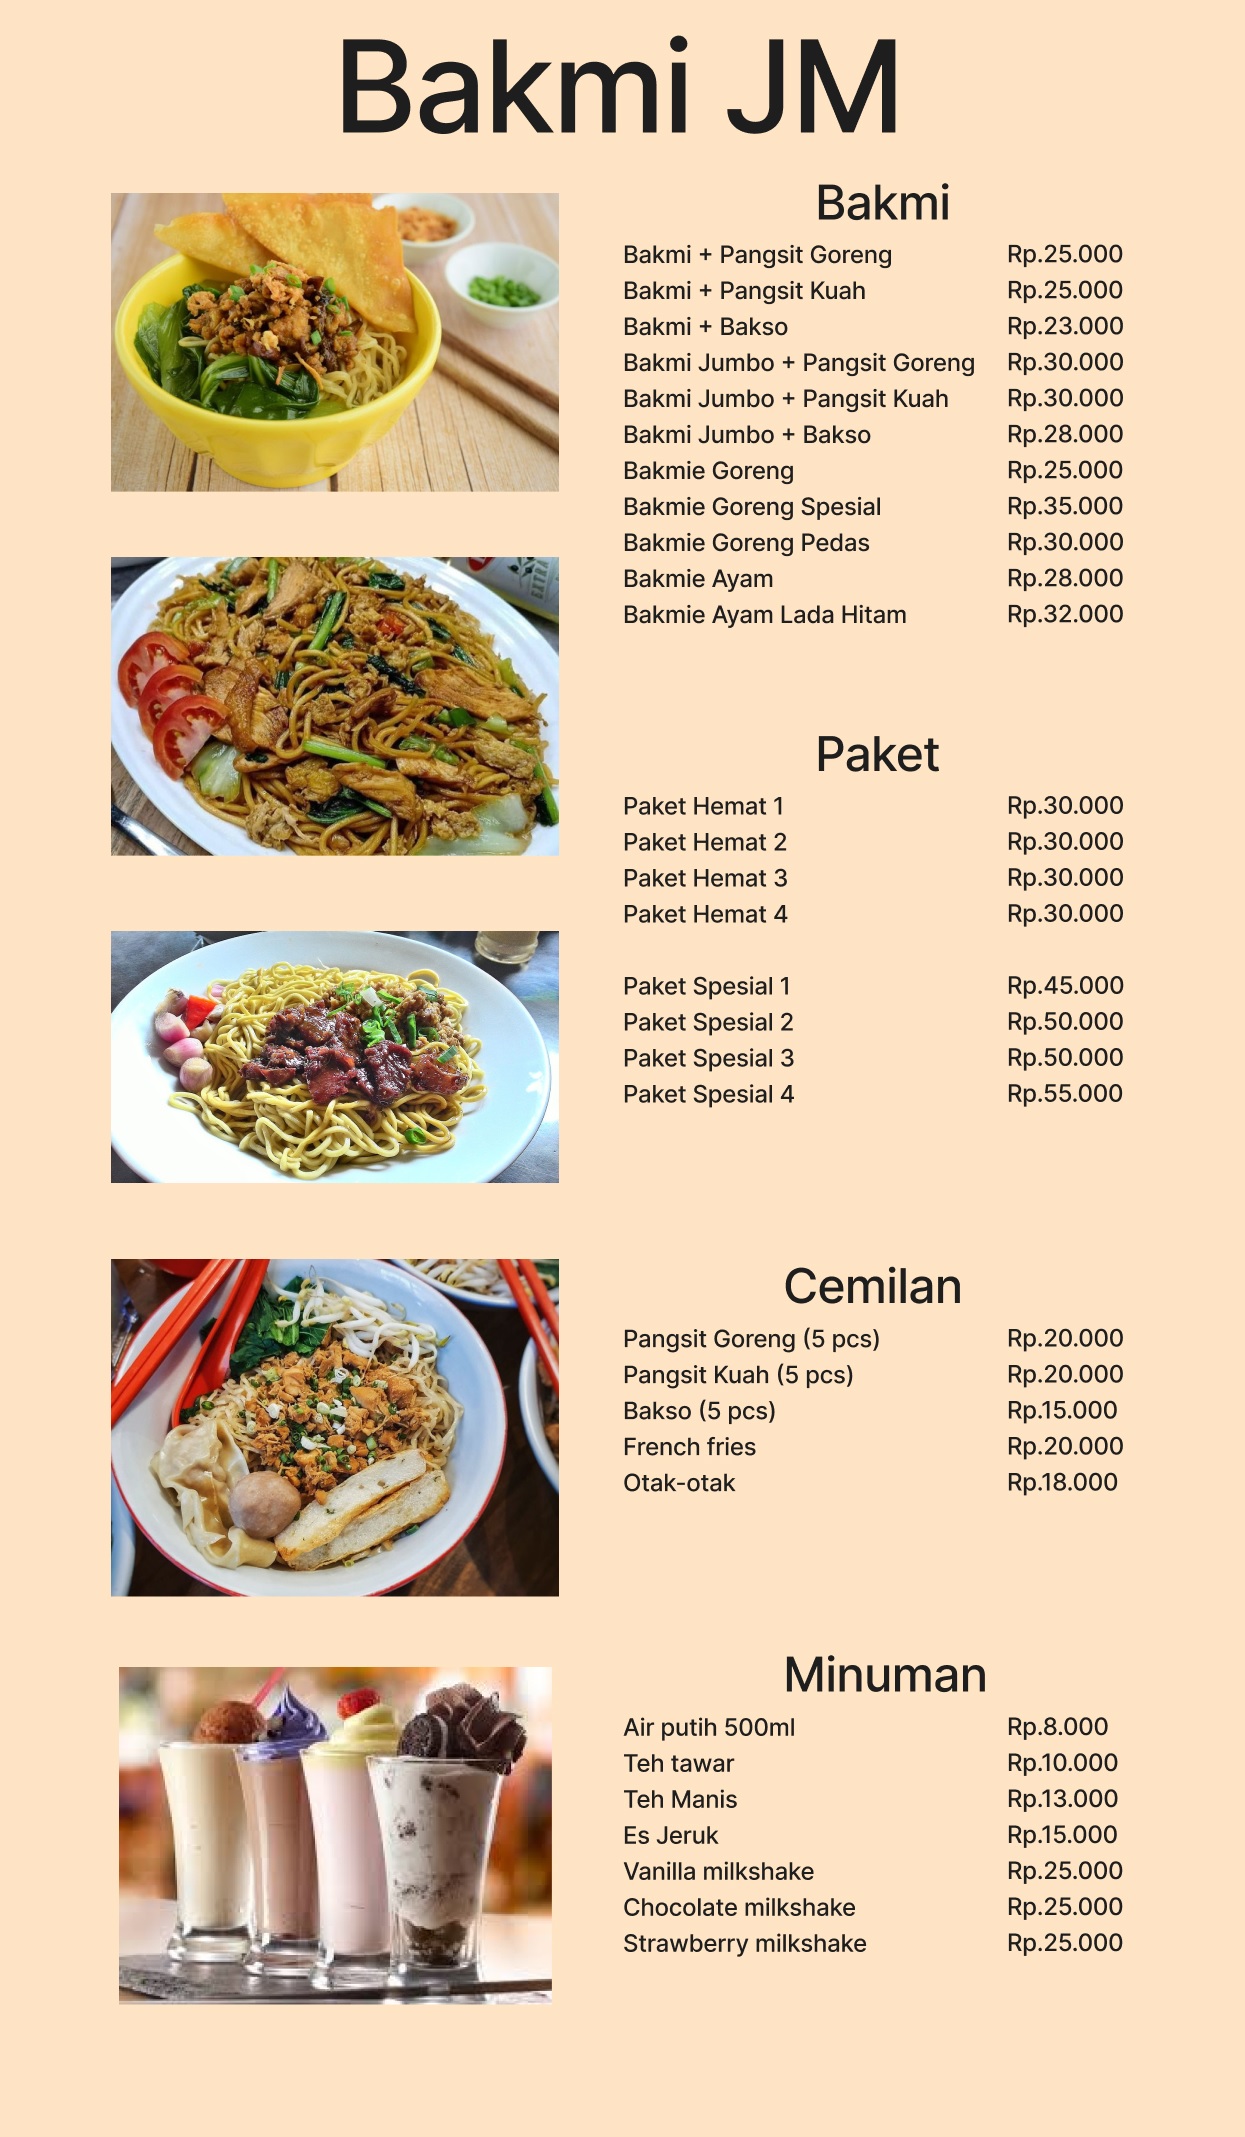 Bakmi JM
Bakmi
Bakmi + Pangsit Goreng Rp.25.000
Bakmi + Pangsit Kuah Rp.25.000
Bakmi + Bakso Rp.23.000
Bakmi Jumbo + Pangsit Goreng Rp.30.000
Bakmi Jumbo + Pangsit Kuah Rp.30.000
Bakmi Jumbo + Bakso Rp.28.000
Bakmie Goreng Rp.25.000
Bakmie Goreng Spesial Rp.35.000
Bakmie Goreng Pedas Rp.30.000
Bakmie Ayam Rp.28.000
Bakmie Ayam Lada Hitam Rp.32.000
EXTRA
Paket
Paket Hemat 1 Rp.30.000
Paket Hemat 2 Rp.30.000
Paket Hemat 3 Rp.30.000
Paket Hemat 4 Rp.30.000
Paket Spesial 1 Rp.45.000
Paket Spesial 2 Rp.50.000
Paket Spesial 3 Rp.50.000
Paket Spesial 4 Rp.55.000
Cemilan
Pangsit Goreng (5 pcs) Rp.20.000
Pangsit Kuah (5 pcs) Rp.20.000
Bakso (5 pcs) Rp.15.000
French fries Rp.20.000
Otak-otak Rp.18.000
Minuman
Air putih 500ml Rp.8.000
Teh tawar Rp.10.000
Teh Manis Rp.13.000
Es Jeruk Rp.15.000
Vanilla milkshake Rp.25.000
Chocolate milkshake Rp.25.000
Strawberry milkshake Rp.25.000